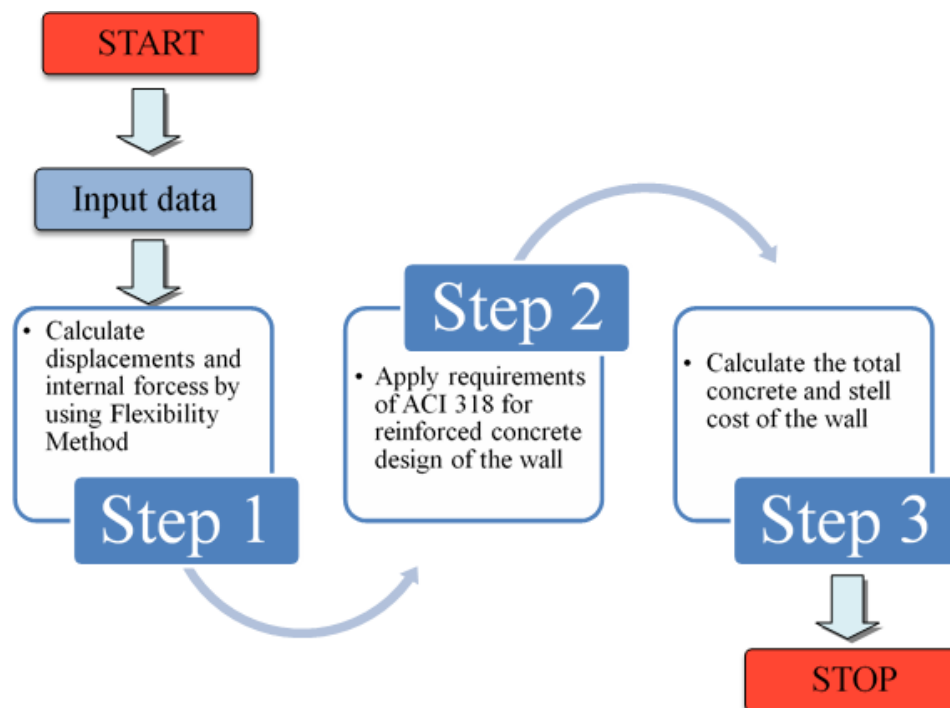 START
Input data
• Calculate
displacements and
internal forcess by
using Flexibility
Method
Step 1
Step 2
• Apply requirements
of ACI 318 for
reinforced concrete
design of the wall
• Calculate the total
concrete and stell
cost of the wall
Step 3
STOP